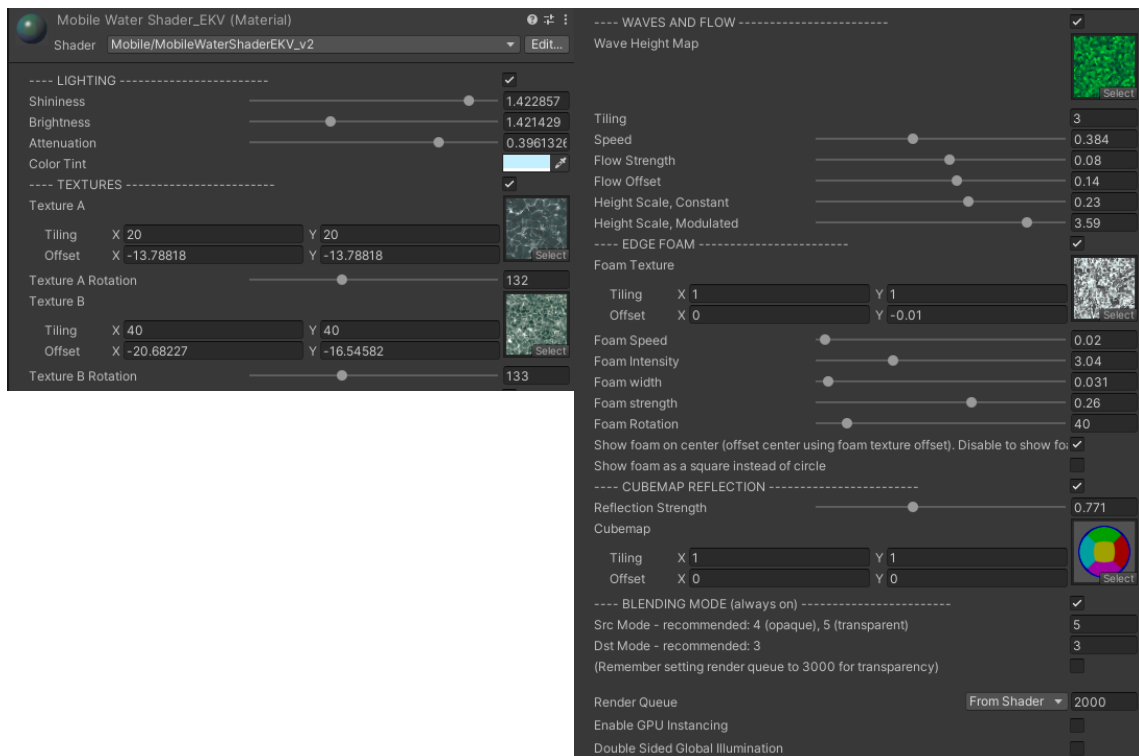 Mobile Water Shader_EKV (Material)
Shader Mobile/MobileWaterShaderEKV_v2 Edit...
---- LIGHTING ------------------------
Shininess 1.422857
Brightness 1.421429
Attenuation 0.3961326
Color Tint
---- TEXTURES ------------------------
Texture A
Tiling X 20 Y 20
Offset X -13.78818 Y -13.78818
Select
Texture A Rotation 132
Texture B
Tiling X 40 Y 40
Offset X -20.68227 Y -16.54582
Select
Texture B Rotation 133
---- WAVES AND FLOW ------------------------
Wave Height Map
Select
Tiling 3
Speed 0.384
Flow Strength 0.08
Flow Offset 0.14
Height Scale, Constant 0.23
Height Scale, Modulated 3.59
---- EDGE FOAM ------------------------
Foam Texture
Tiling X 1 Y 1
Offset X 0 Y -0.01
Select
Foam Speed 0.02
Foam Intensity 3.04
Foam width 0.031
Foam strength 0.26
Foam Rotation 40
Show foam on center (offset center using foam texture offset). Disable to show
Show foam as a square instead of circle
---- CUBEMAP REFLECTION ------------------------
Reflection Strength 0.771
Cubemap
Tiling X 1 Y 1
Offset X 0 Y 0
Select
---- BLENDING MODE (always on) ------------------------
Src Mode - recommended: 4 (opaque), 5 (transparent) 5
Dst Mode - recommended: 3 3
(Remember setting render queue to 3000 for transparency)
Render Queue From Shader 2000
Enable GPU Instancing
Double Sided Global Illumination